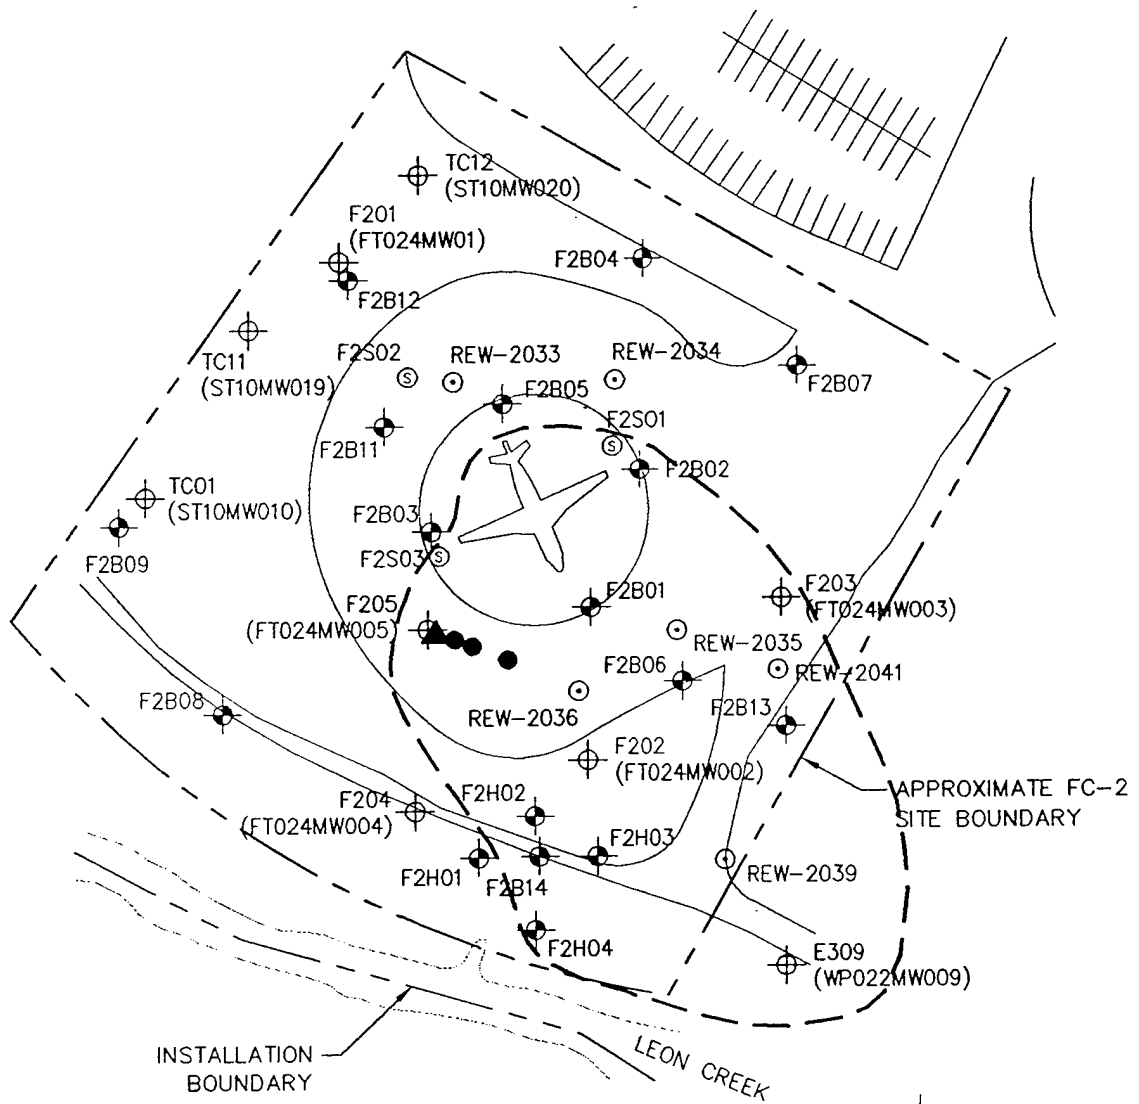 TC12
(ST10MW020)
F201
(FT024MW01)
F2B04
F2B12
TC11
(ST10MW019)
F2S02
REW-2033
REW-2034
F2B07
F2B05
F2S01
F2B11
F2B02
TC01
(ST10MW010)
F2B03
F2B09
F2S03
F2B01
F203
(FT024MW003)
F205
(FT024MW005)
REW-2035
F2B06
REW-2041
F2B08
REW-2036
F2B13
F202
(FT024MW002)
APPROXIMATE FC-2
SITE BOUNDARY
F204
(FT024MW004)
F2H02
F2H03
F2H01
F2B14
REW-2039
F2H04
E309
(WP022MW009)
INSTALLATION
BOUNDARY
LEON CREEK
S
S
S